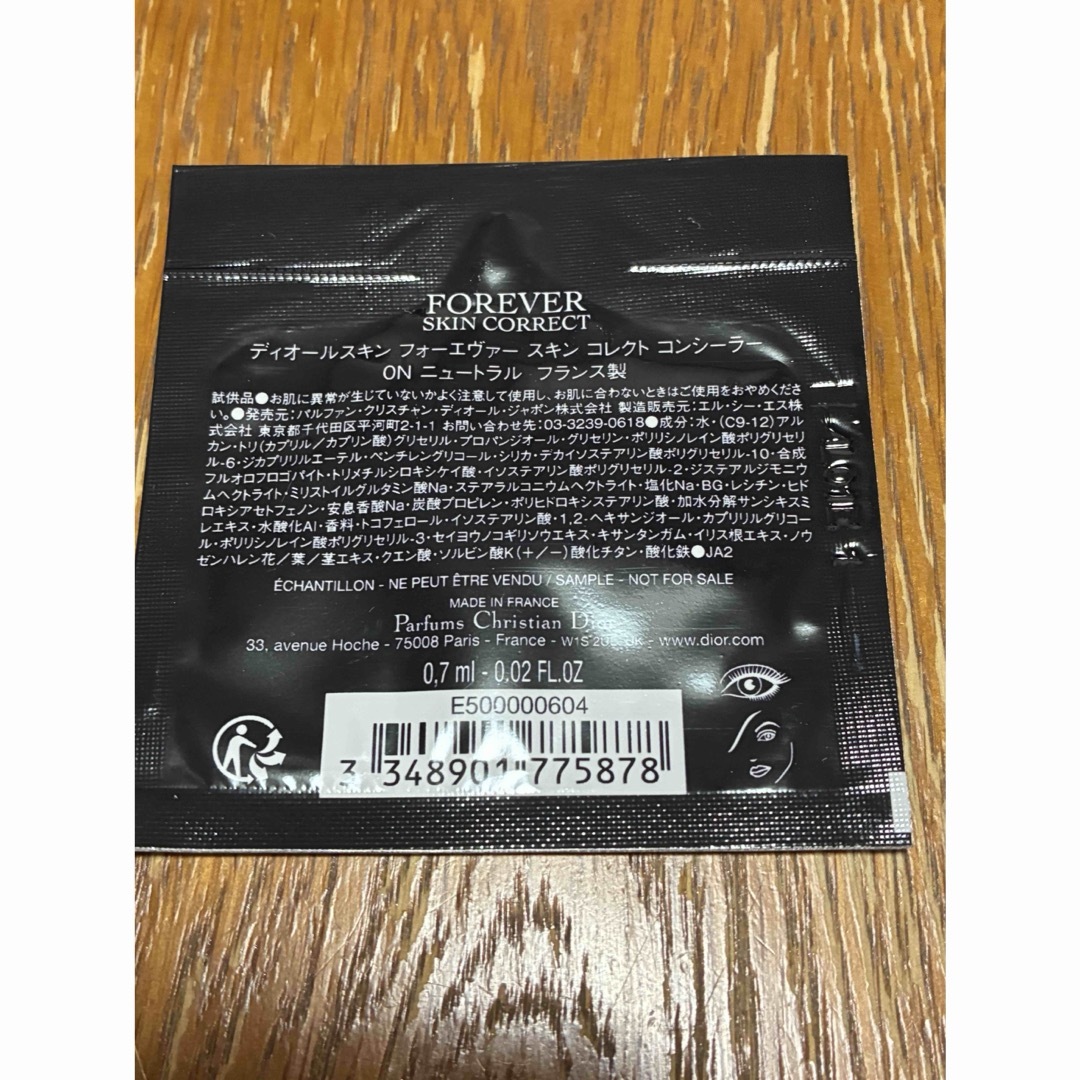 FOREVER
SKIN CORRECT
ディオールスキン フォーエヴァー スキン コレクト コンシーラー
0N ニュートラル フランス製
試供品●お肌に異常が生じていないかよく注意して使用し、お肌に合わないときはご使用をおやめくださ
い。●発売元:パルファン・クリスチャン・ディオール・ジャポン株式会社 製造販売元:エル・シー・エス株
式会社 東京都千代田区平河町2-1-1 お問い合わせ先:03-3239-0618●成分:水・(C9-12)アル
カン・トリ(カプリル/カプリン酸)グリセリル・プロパンジオール・グリセリン・ポリリシノレイン酸ポリグリセリ
ル-6・ジカプリリルエーテル・ペンチレングリコール・シリカ・デカイソステアリン酸ポリグリセリル-10・合成
フルオロフロゴパイト・トリメチルシロキシケイ酸・イソステアリン酸ポリグリセリル-2・ジステアルジモニウ
ムヘクトライト・ミリストイルグルタミン酸Na・ステアラルコニウムヘクトライト・塩化Na・BG・レシチン・ヒド
ロキシアセトフェノン・安息香酸Na・炭酸プロピレン・ポリヒドロキシステアリン酸・加水分解サンシキスミ
レエキス・水酸化Al・香料・トコフェロール・イソステアリン酸・1,2-ヘキサンジオール・カプリリルグリコー
ル・ポリリシノレイン酸ポリグリセリル-3・セイヨウノコギリソウエキス・キサンタンガム・イリス根エキス・ノウ
ゼンハレン花/葉/茎エキス・クエン酸・ソルビン酸K(+/-)酸化チタン・酸化鉄●JA2
ÉCHANTILLON - NE PEUT ÊTRE VENDU / SAMPLE - NOT FOR SALE
MADE IN FRANCE
Parfums Christian Dior
33, avenue Hoche - 75008 Paris - France - UK - www.dior.com
0,7 ml - 0.02 FL.OZ
E500000604
3 348901 775878